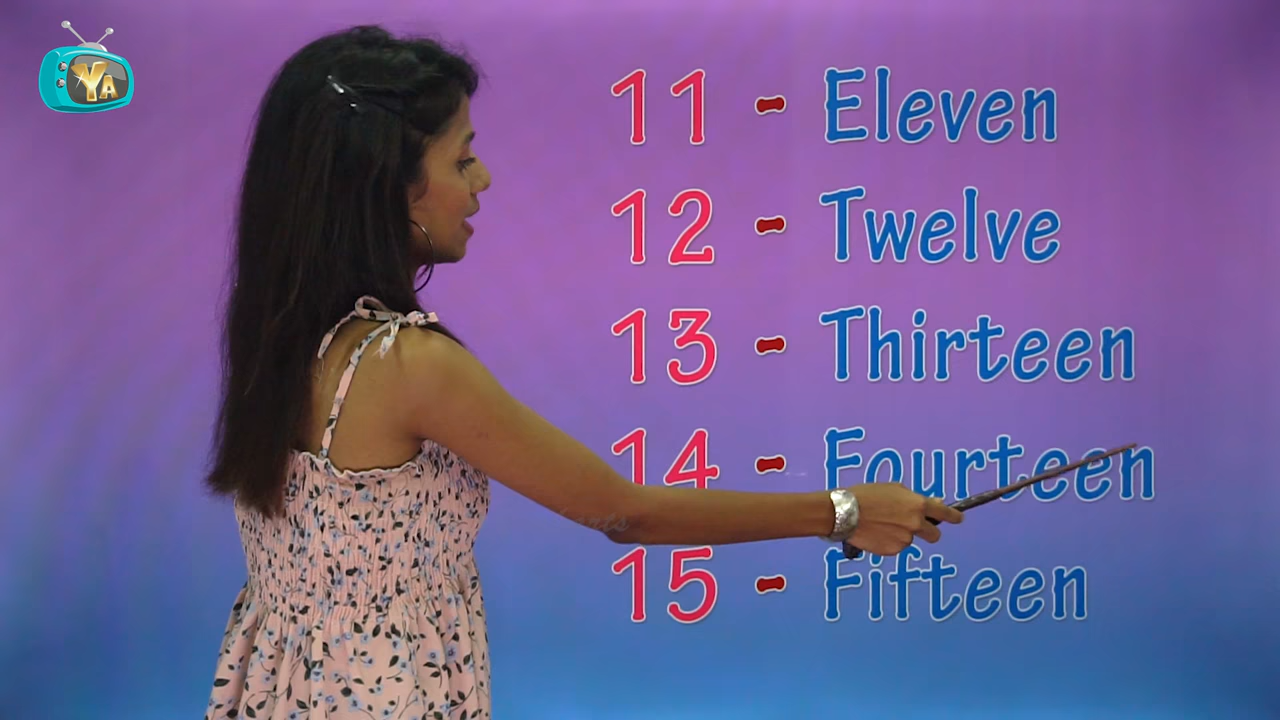 YA
11 - Eleven
12 - Twelve
13 - Thirteen
14 - Fourteen
15 - Fifteen